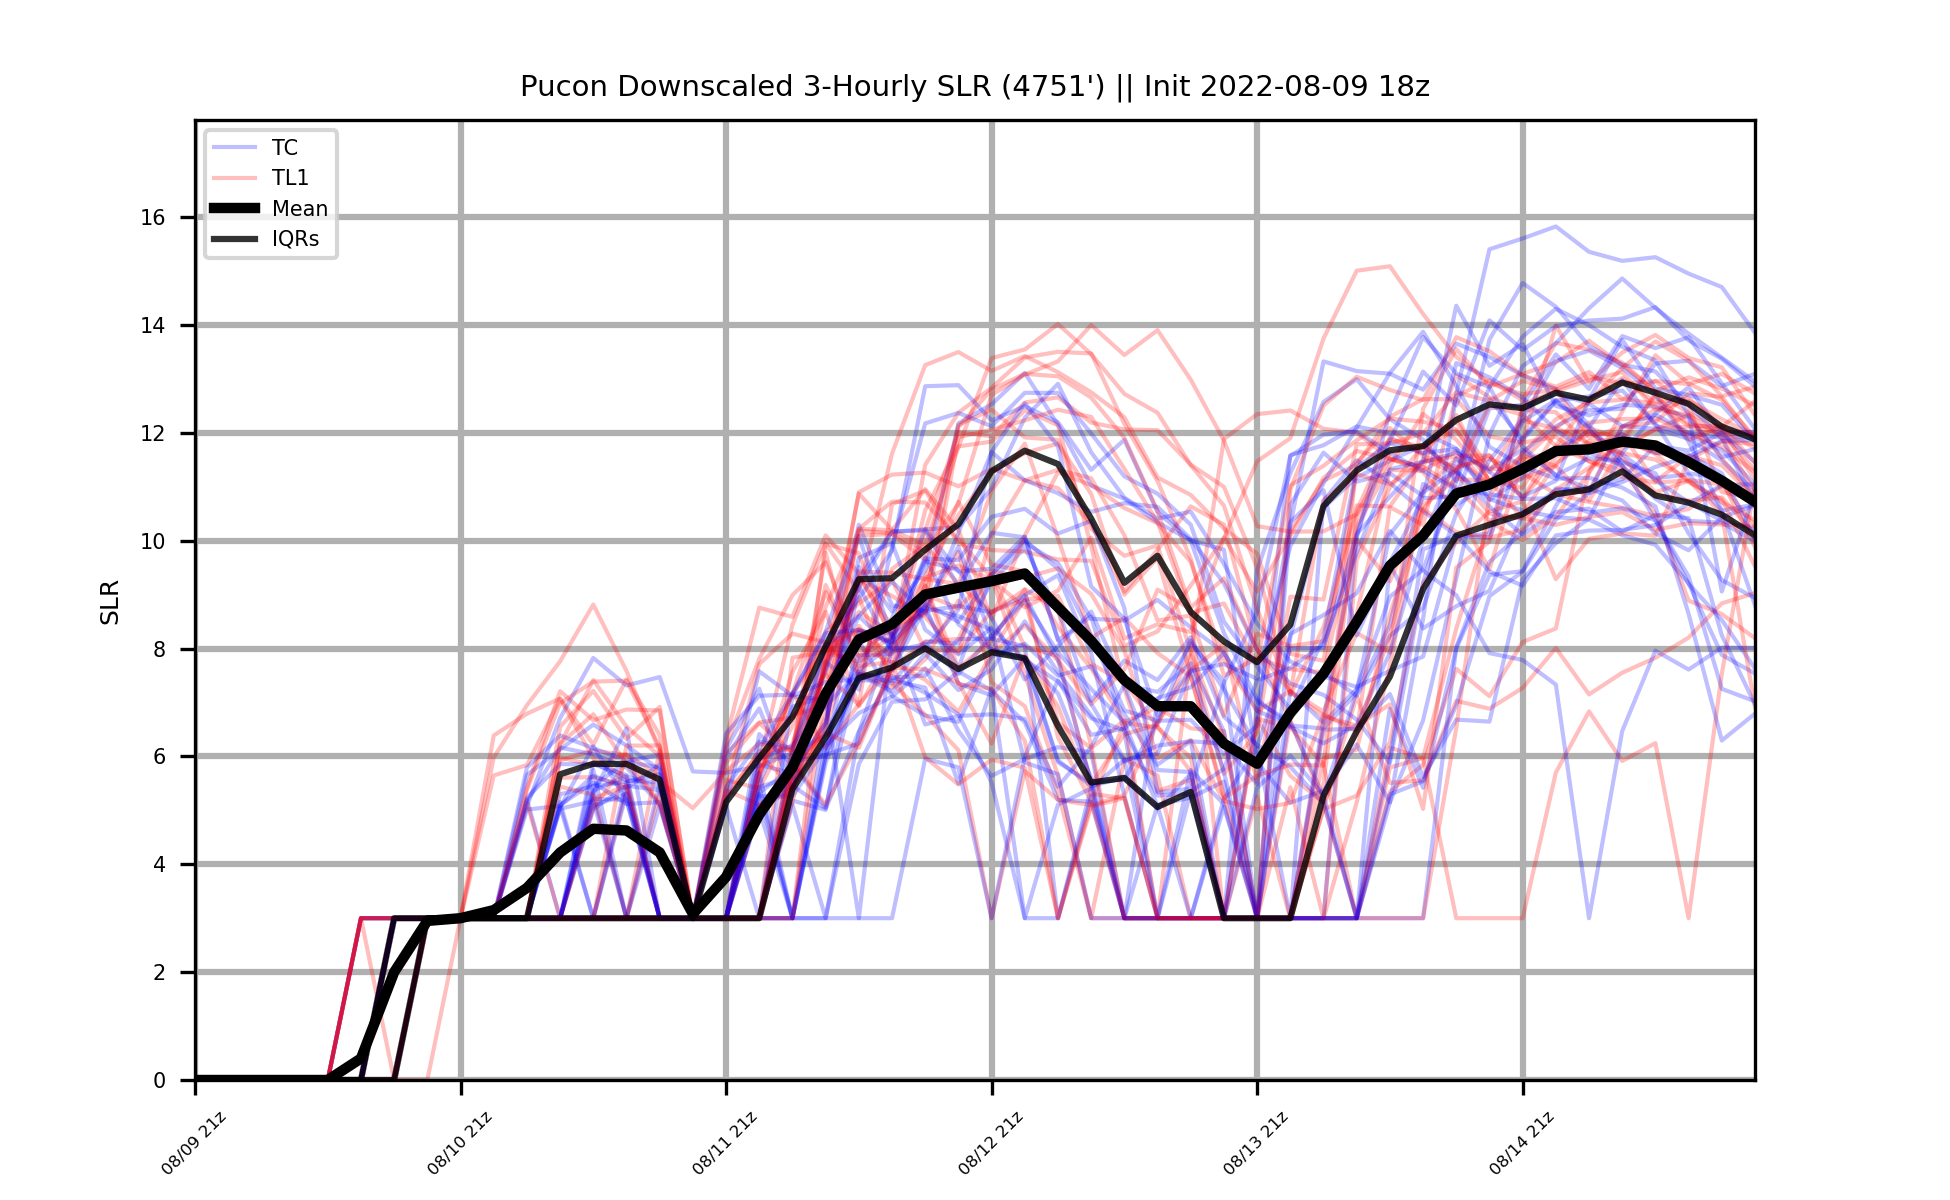 Pucon Downscaled 3-Hourly SLR (4751') || Init 2022-08-09 18z
TC
TL1
Mean
IQRs
SLR
16
14
12
10
8
6
4
2
0
08/09 21z
08/10 21z
08/11 21z
08/12 21z
08/13 21z
08/14 21z